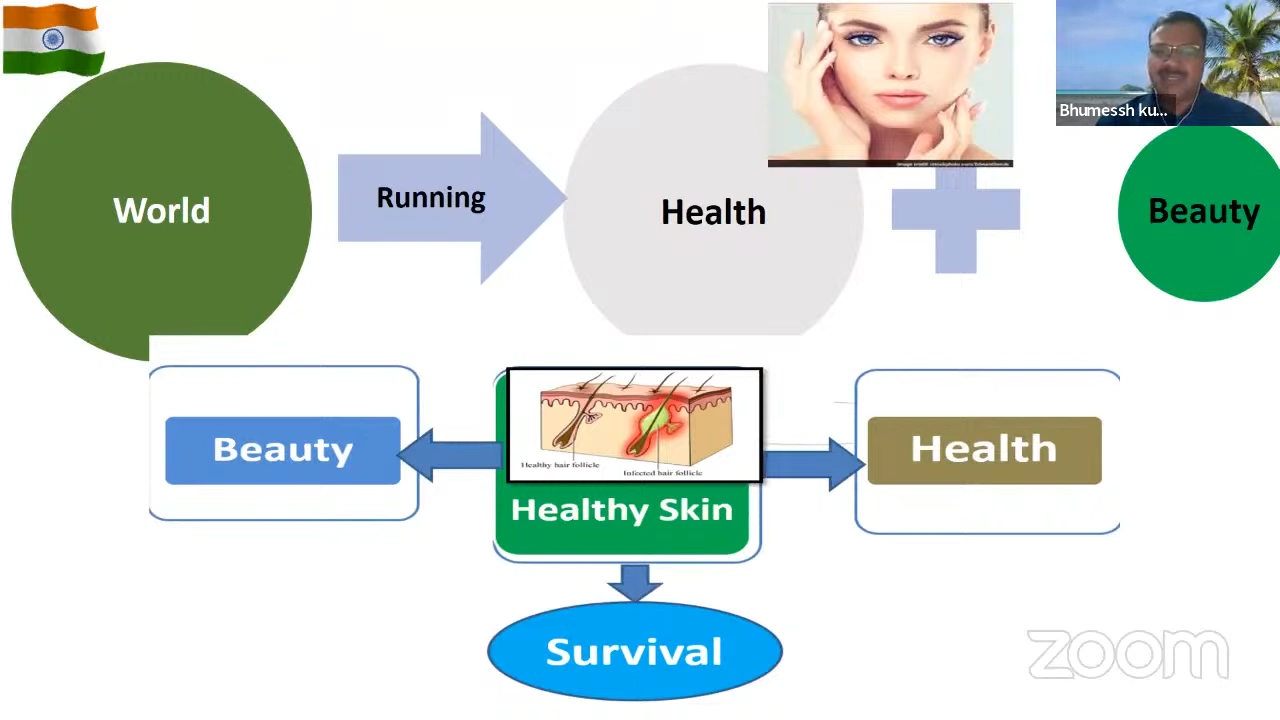 Bhumessh ku...
World
Running
Health
Beauty
Beauty
Healthy hair follicle
Infected hair follicle
Healthy Skin
Health
Survival
zoom